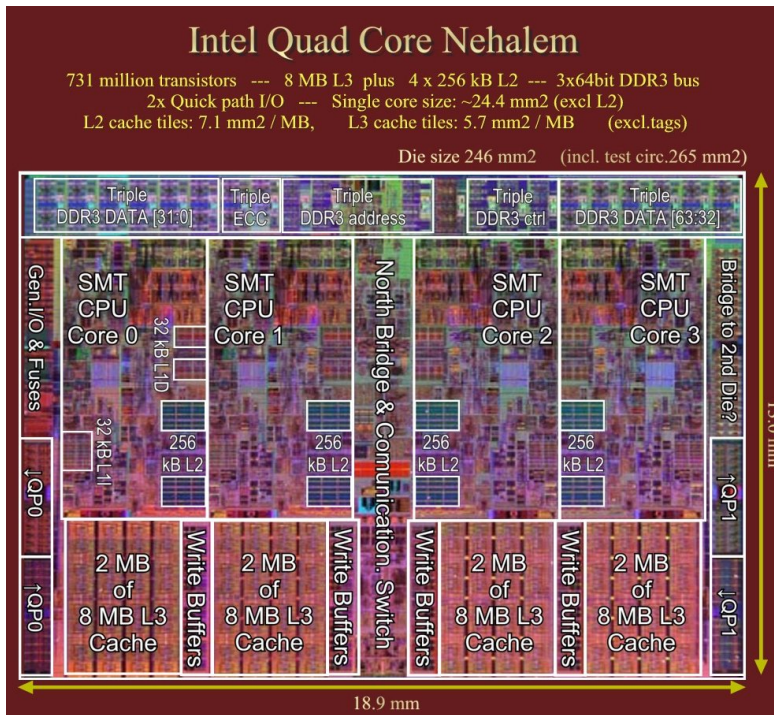 Intel Quad Core Nehalem
731 million transistors --- 8 MB L3 plus 4 x 256 kB L2 --- 3x64bit DDR3 bus
2x Quick path I/O --- Single core size: ~24.4 mm2 (excl L2)
L2 cache tiles: 7.1 mm2 / MB, L3 cache tiles: 5.7 mm2 / MB (excl.tags)
Die size 246 mm2 (incl. test circ.265 mm2)
Triple
DDR3 DATA [31:0]
Triple
ECC
Triple
DDR3 address
Triple
DDR3 ctrl
Triple
DDR3 DATA [63:32]
Gen.I/O & Fuses
SMT
CPU
Core 0
SMT
CPU
Core 1
North Bridge & Comunication. Switch
SMT
CPU
Core 2
SMT
CPU
Core 3
Bridge to 2nd Die?
32 kB L1D
32 kB L1I
256
kB L2
256
kB L2
256
kB L2
256
kB L2
↓QP0
↑QP0
↑QP1
↓QP1
2 MB
of
8 MB L3
Cache
Write Buffers
2 MB
of
8 MB L3
Cache
Write Buffers
Write Buffers
2 MB
of
8 MB L3
Cache
Write Buffers
2 MB
of
8 MB L3
Cache
18.9 mm